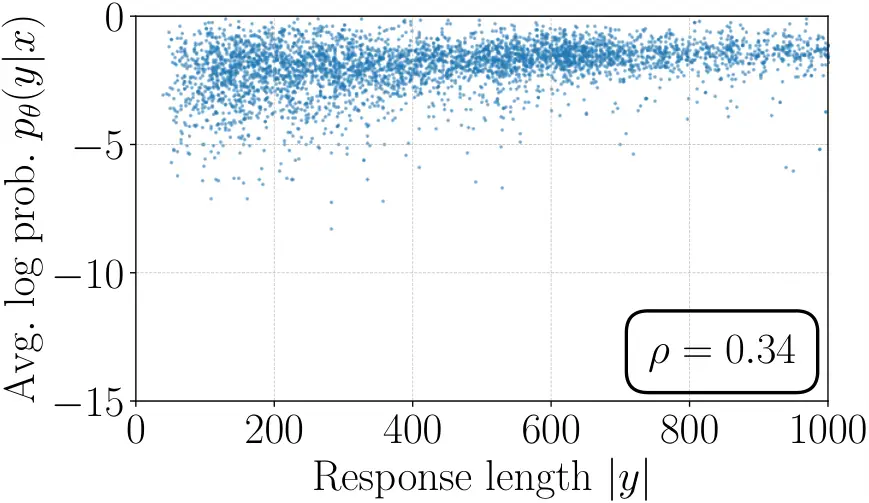 Avg. log prob. pθ(y|x)
0
−5
−10
−15
ρ = 0.34
0 200 400 600 800 1000
Response length |y|